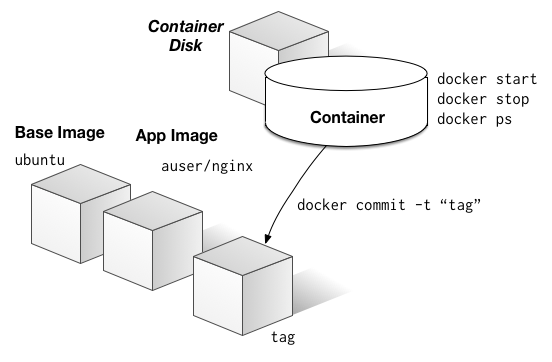 Container
Disk
docker start
docker stop
docker ps
Container
Base Image
ubuntu
App Image
auser/nginx
docker commit -t “tag”
tag